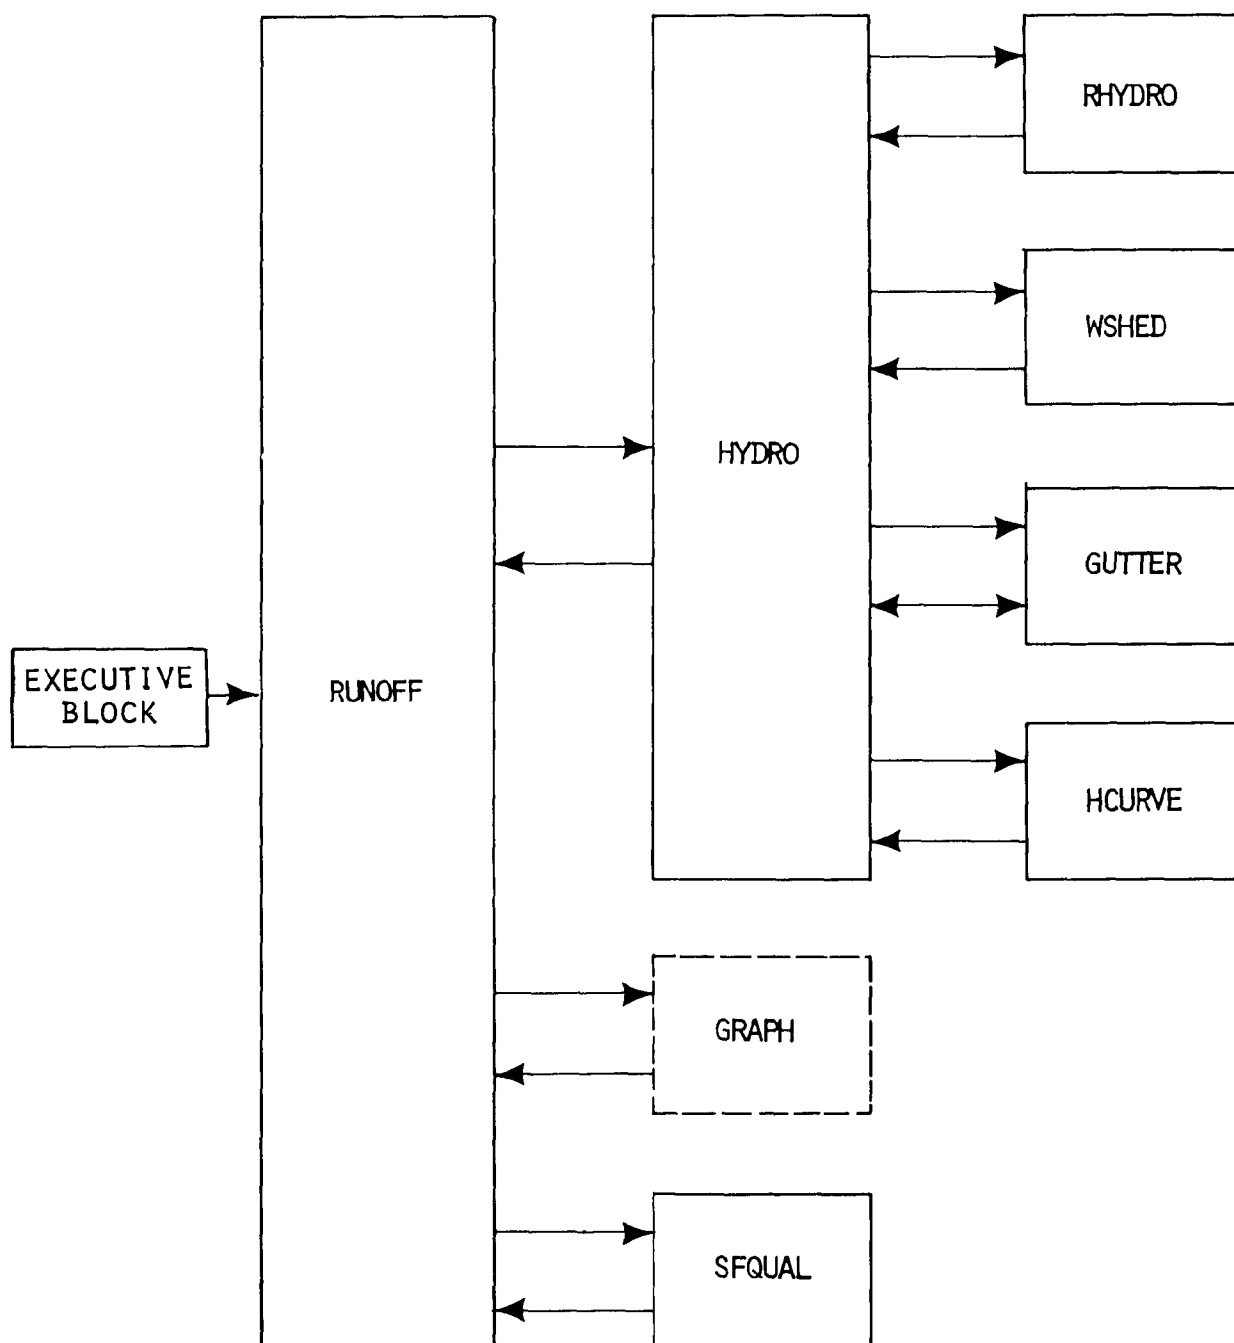 RHYDRO
WSHED
HYDRO
GUTTER
EXECUTIVE
BLOCK
RUNOFF
HCURVE
GRAPH
SFQUAL